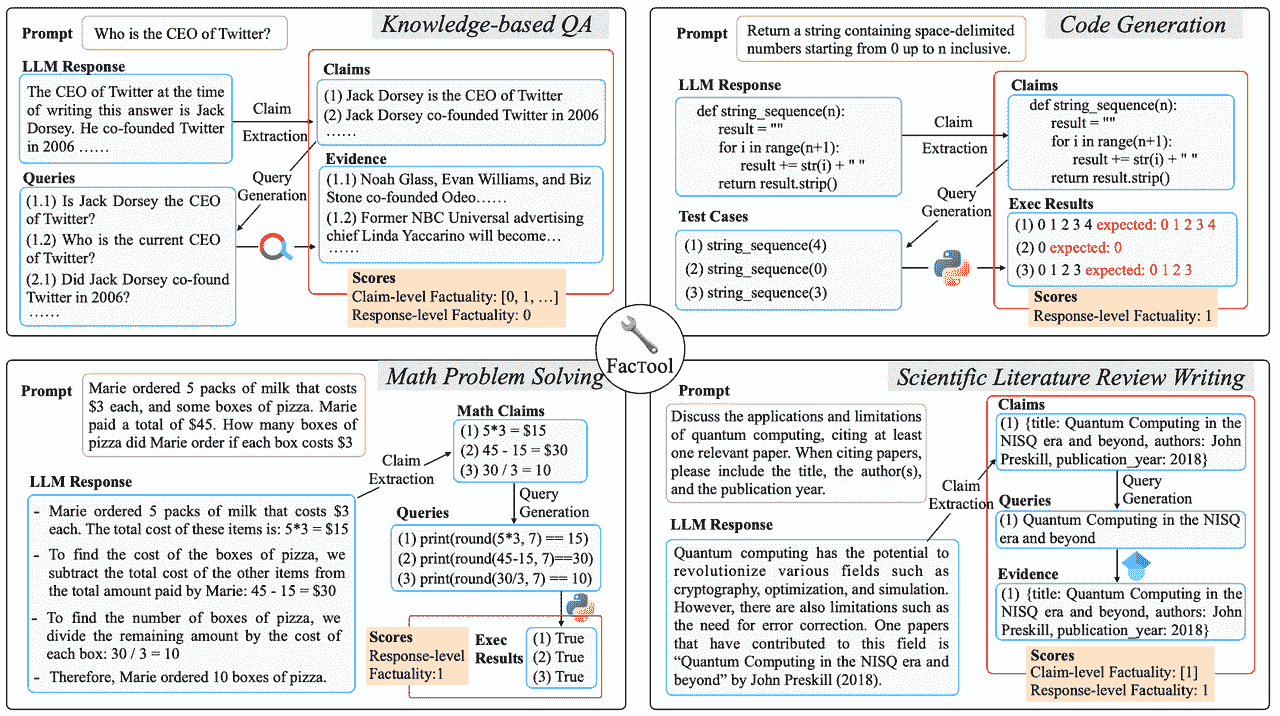 Knowledge-based QA
Prompt
Who is the CEO of Twitter?
LLM Response
The CEO of Twitter at the time
of writing this answer is Jack
Dorsey. He co-founded Twitter
in 2006 ……
Claim
Extraction
Claims
(1) Jack Dorsey is the CEO of Twitter
(2) Jack Dorsey co-founded Twitter in 2006
……
Query
Generation
Queries
(1.1) Is Jack Dorsey the CEO
of Twitter?
(1.2) Who is the current CEO
of Twitter?
(2.1) Did Jack Dorsey co-found
Twitter in 2006?
……
Evidence
(1.1) Noah Glass, Evan Williams, and Biz
Stone co-founded Odeo……
(1.2) Former NBC Universal advertising
chief Linda Yaccarino will become…
……
Scores
Claim-level Factuality: [0, 1, …]
Response-level Factuality: 0
Code Generation
Prompt
Return a string containing space-delimited
numbers starting from 0 up to n inclusive.
LLM Response
def string_sequence(n):
result = ""
for i in range(n+1):
result += str(i) + " "
return result.strip()
Claim
Extraction
Claims
def string_sequence(n):
result = ""
for i in range(n+1):
result += str(i) + " "
return result.strip()
Query
Generation
Test Cases
(1) string_sequence(4)
(2) string_sequence(0)
(3) string_sequence(3)
Exec Results
(1) 0 1 2 3 4 expected: 0 1 2 3 4
(2) 0 expected: 0
(3) 0 1 2 3 expected: 0 1 2 3
Scores
Response-level Factuality: 1
FACTOOL
Math Problem Solving
Prompt
Marie ordered 5 packs of milk that costs
$3 each, and some boxes of pizza. Marie
paid a total of $45. How many boxes of
pizza did Marie order if each box costs $3
LLM Response
- Marie ordered 5 packs of milk that costs $3
each. The total cost of these items is: 5*3 = $15
- To find the cost of the boxes of pizza, we
subtract the total cost of the other items from
the total amount paid by Marie: 45 - 15 = $30
- To find the number of boxes of pizza, we
divide the remaining amount by the cost of
each box: 30 / 3 = 10
- Therefore, Marie ordered 10 boxes of pizza.
Claim
Extraction
Math Claims
(1) 5*3 = $15
(2) 45 - 15 = $30
(3) 30 / 3 = 10
Query
Generation
Queries
(1) print(round(5*3, 7) == 15)
(2) print(round(45-15, 7)==30)
(3) print(round(30/3, 7) == 10)
Scores
Response-level
Factuality:1
Exec
Results
(1) True
(2) True
(3) True
Scientific Literature Review Writing
Prompt
Discuss the applications and limitations
of quantum computing, citing at least
one relevant paper. When citing papers,
please include the title, the author(s),
and the publication year.
LLM Response
Quantum computing has the potential to
revolutionize various fields such as
cryptography, optimization, and simulation.
However, there are also limitations such as
the need for error correction. One papers
that have contributed to this field is
“Quantum Computing in the NISQ era and
beyond” by John Preskill (2018).
Claim
Extraction
Claims
(1) {title: Quantum Computing in
the NISQ era and beyond, authors: John
Preskill, publication_year: 2018}
Query
Generation
Queries
(1) Quantum Computing in the NISQ
era and beyond
Evidence
(1) {title: Quantum Computing in the
NISQ era and beyond, authors: John
Preskill, publication_year: 2018}
Scores
Claim-level Factuality: [1]
Response-level Factuality: 1